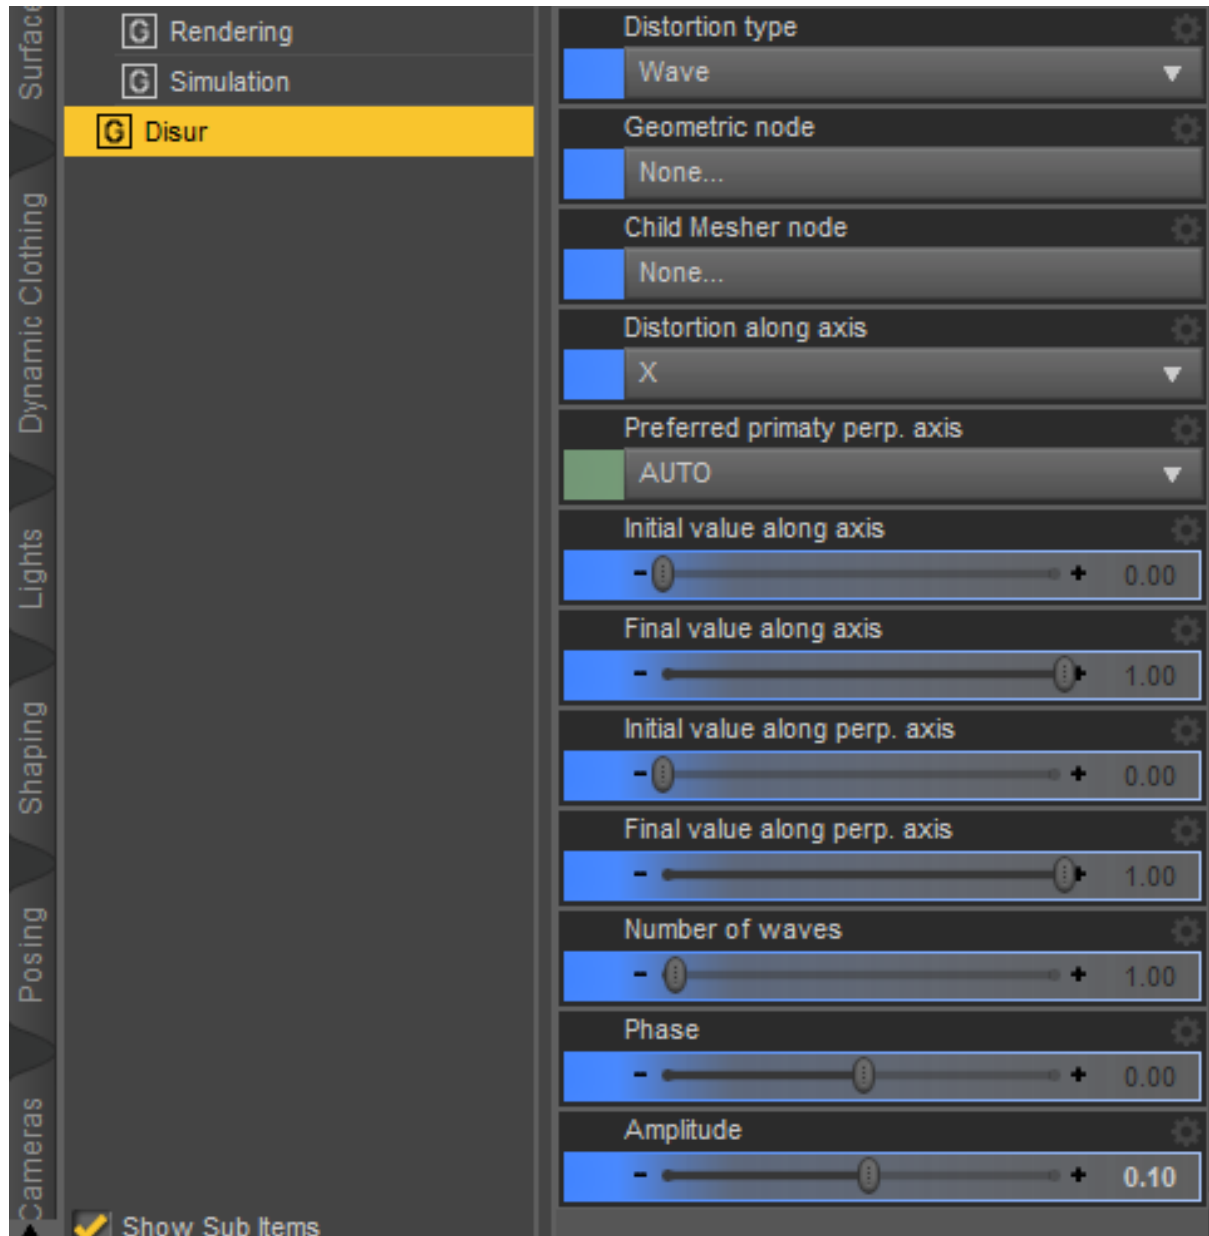 Surface
Dynamic Clothing
Lights
Shaping
Posing
Cameras
G Rendering
G Simulation
G Disur
Show Sub Items
Distortion type
Wave
Geometric node
None...
Child Mesher node
None...
Distortion along axis
X
Preferred primaty perp. axis
AUTO
Initial value along axis
- + 0.00
Final value along axis
- + 1.00
Initial value along perp. axis
- + 0.00
Final value along perp. axis
- + 1.00
Number of waves
- + 1.00
Phase
- + 0.00
Amplitude
- + 0.10